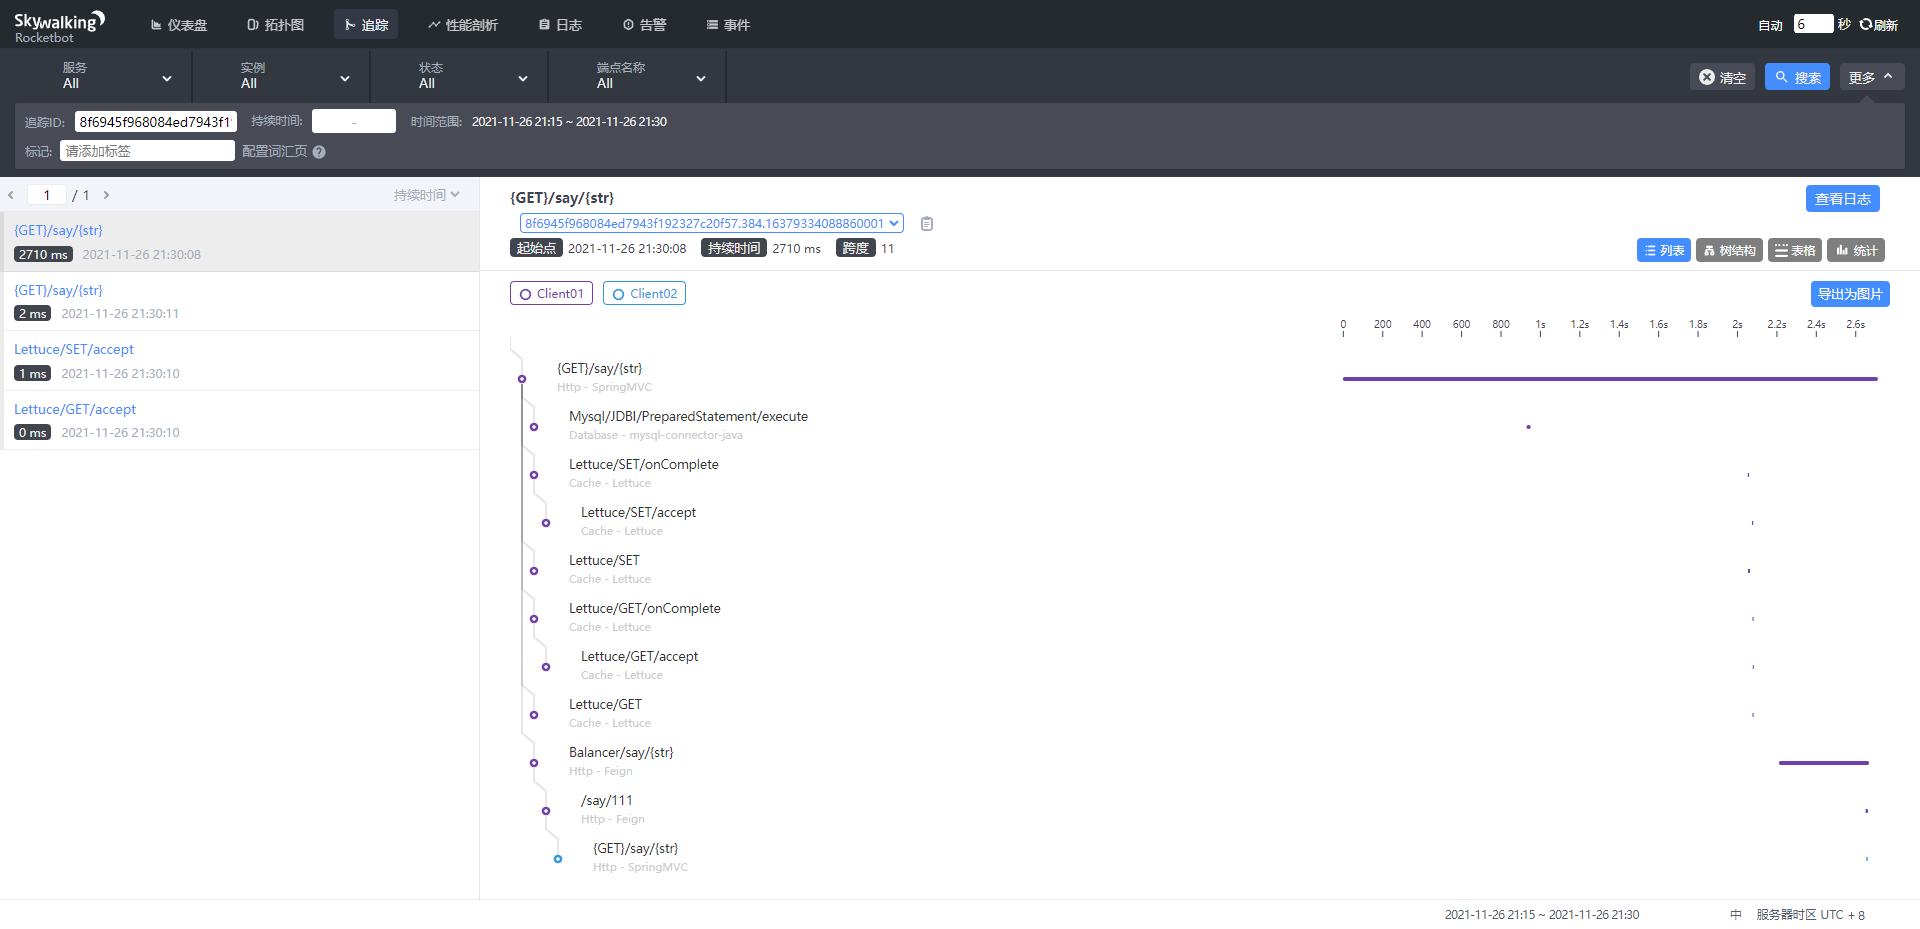 Skywalking
Rocketbot
仪表盘
拓扑图
追踪
性能剖析
日志
告警
事件
自动 6 秒 刷新
服务
All
实例
All
状态
All
端点名称
All
清空
搜索
更多
追踪ID: 8f6945f968084ed7943f1 持续时间: - 时间范围: 2021-11-26 21:15 ~ 2021-11-26 21:30
标记: 请添加标签 配置词汇页 ?
1 / 1 持续时间
{GET}/say/{str}
2710 ms 2021-11-26 21:30:08
{GET}/say/{str}
2 ms 2021-11-26 21:30:11
Lettuce/SET/accept
1 ms 2021-11-26 21:30:10
Lettuce/GET/accept
0 ms 2021-11-26 21:30:10
{GET}/say/{str}
查看日志
8f6945f968084ed7943f192327c20f57.384.16379334088860001
起始点 2021-11-26 21:30:08 持续时间 2710 ms 跨度 11
列表 树结构 表格 统计
Client01 Client02
导出为图片
0 200 400 600 800 1s 1.2s 1.4s 1.6s 1.8s 2s 2.2s 2.4s 2.6s
{GET}/say/{str}
Http - SpringMVC
Mysql/JDBI/PreparedStatement/execute
Database - mysql-connector-java
Lettuce/SET/onComplete
Cache - Lettuce
Lettuce/SET/accept
Cache - Lettuce
Lettuce/SET
Cache - Lettuce
Lettuce/GET/onComplete
Cache - Lettuce
Lettuce/GET/accept
Cache - Lettuce
Lettuce/GET
Cache - Lettuce
Balancer/say/{str}
Http - Feign
/say/111
Http - Feign
{GET}/say/{str}
Http - SpringMVC
2021-11-26 21:15 ~ 2021-11-26 21:30 中 服务器时区 UTC + 8